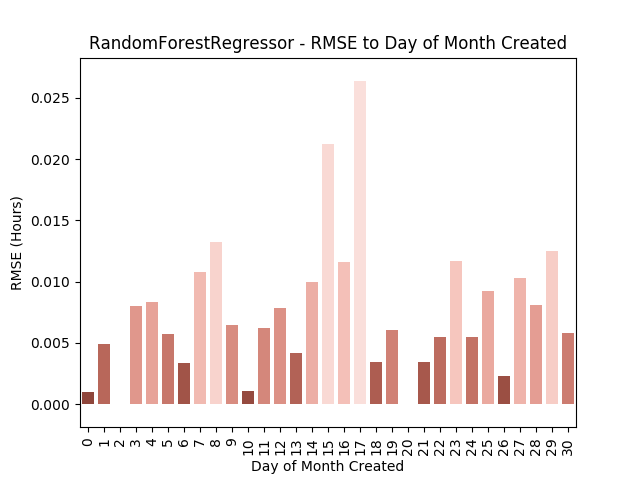 RandomForestRegressor - RMSE to Day of Month Created
0.025
0.020
0.015
0.010
0.005
0.000
RMSE (Hours)
0 1 2 3 4 5 6 7 8 9 10 11 12 13 14 15 16 17 18 19 20 21 22 23 24 25 26 27 28 29 30
Day of Month Created